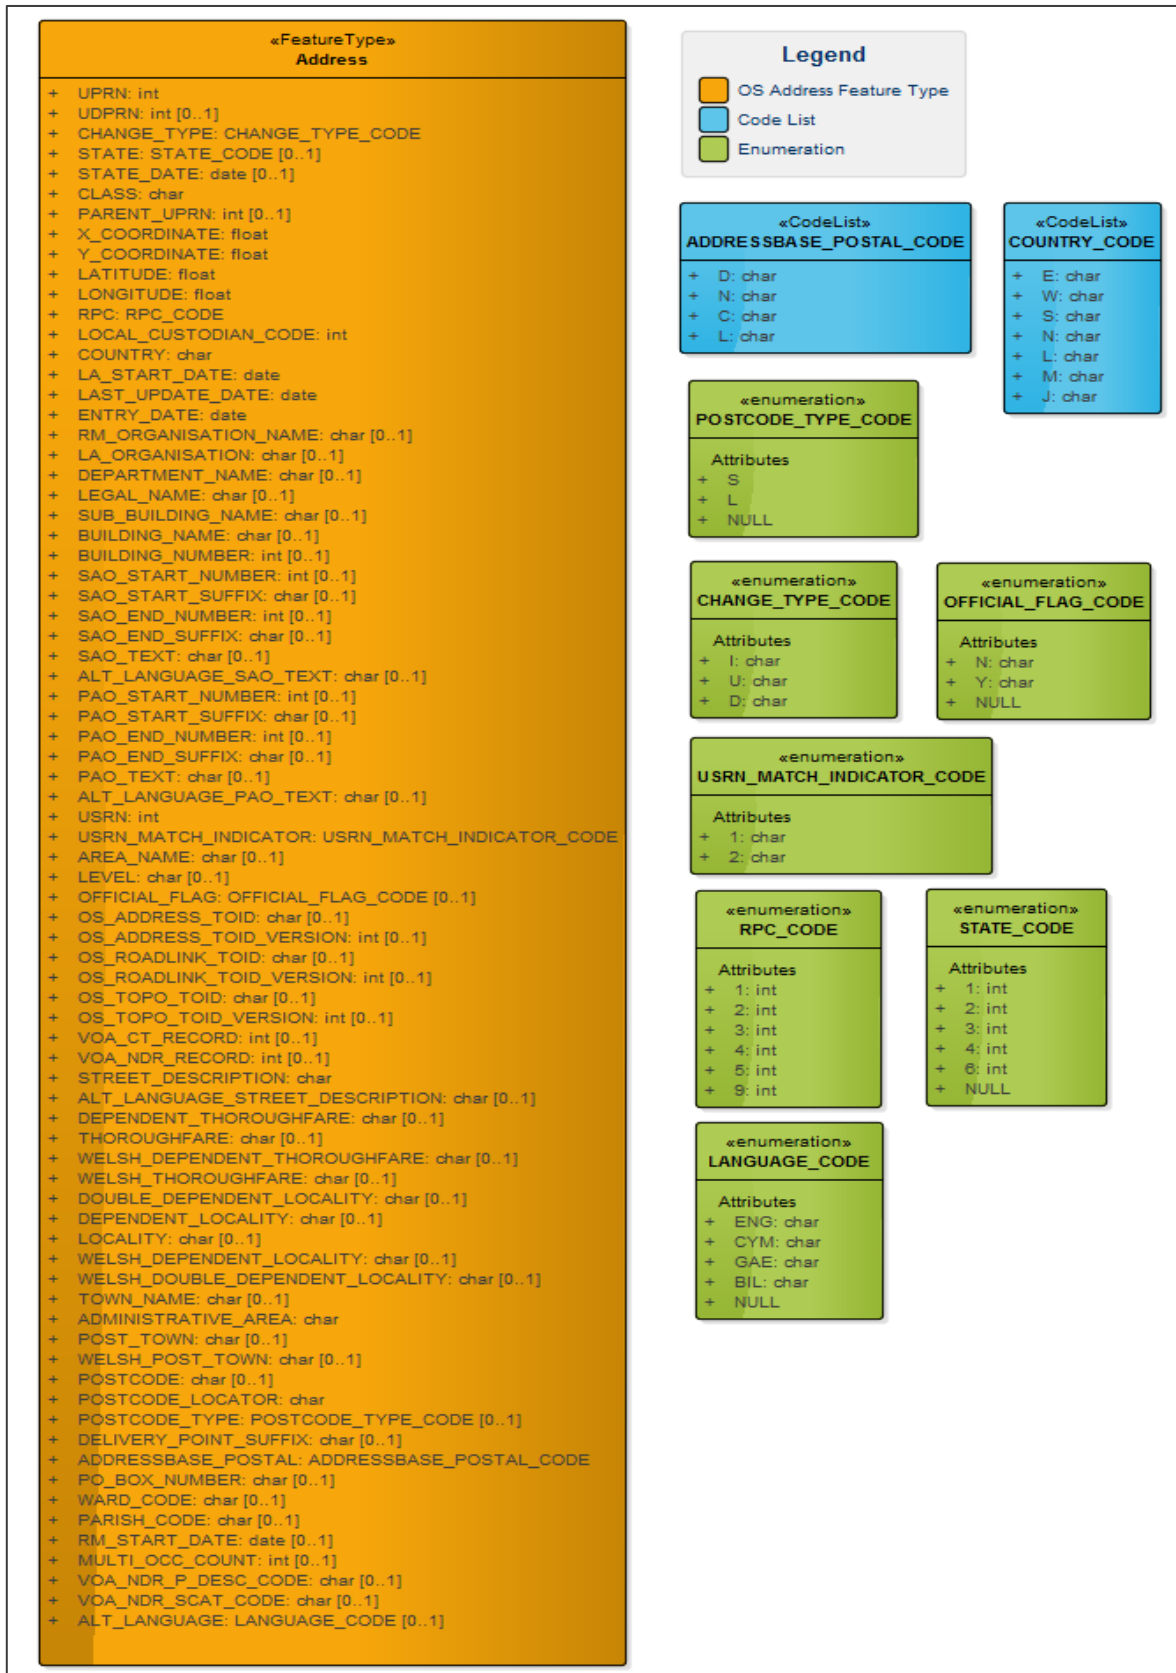 «FeatureType»
Address
+ UPRN: int
+ UDPRN: int [0..1]
+ CHANGE_TYPE: CHANGE_TYPE_CODE
+ STATE: STATE_CODE [0..1]
+ STATE_DATE: date [0..1]
+ CLASS: char
+ PARENT_UPRN: int [0..1]
+ X_COORDINATE: float
+ Y_COORDINATE: float
+ LATITUDE: float
+ LONGITUDE: float
+ RPC: RPC_CODE
+ LOCAL_CUSTODIAN_CODE: int
+ COUNTRY: char
+ LA_START_DATE: date
+ LAST_UPDATE_DATE: date
+ ENTRY_DATE: date
+ RM_ORGANISATION_NAME: char [0..1]
+ LA_ORGANISATION: char [0..1]
+ DEPARTMENT_NAME: char [0..1]
+ LEGAL_NAME: char [0..1]
+ SUB_BUILDING_NAME: char [0..1]
+ BUILDING_NAME: char [0..1]
+ BUILDING_NUMBER: int [0..1]
+ SAO_START_NUMBER: int [0..1]
+ SAO_START_SUFFIX: char [0..1]
+ SAO_END_NUMBER: int [0..1]
+ SAO_END_SUFFIX: char [0..1]
+ SAO_TEXT: char [0..1]
+ ALT_LANGUAGE_SAO_TEXT: char [0..1]
+ PAO_START_NUMBER: int [0..1]
+ PAO_START_SUFFIX: char [0..1]
+ PAO_END_NUMBER: int [0..1]
+ PAO_END_SUFFIX: char [0..1]
+ PAO_TEXT: char [0..1]
+ ALT_LANGUAGE_PAO_TEXT: char [0..1]
+ USRN: int
+ USRN_MATCH_INDICATOR: USRN_MATCH_INDICATOR_CODE
+ AREA_NAME: char [0..1]
+ LEVEL: char [0..1]
+ OFFICIAL_FLAG: OFFICIAL_FLAG_CODE [0..1]
+ OS_ADDRESS_TOID: char [0..1]
+ OS_ADDRESS_TOID_VERSION: int [0..1]
+ OS_ROADLINK_TOID: char [0..1]
+ OS_ROADLINK_TOID_VERSION: int [0..1]
+ OS_TOPO_TOID: char [0..1]
+ OS_TOPO_TOID_VERSION: int [0..1]
+ VOA_CT_RECORD: int [0..1]
+ VOA_NDR_RECORD: int [0..1]
+ STREET_DESCRIPTION: char
+ ALT_LANGUAGE_STREET_DESCRIPTION: char [0..1]
+ DEPENDENT_THOROUGHFARE: char [0..1]
+ THOROUGHFARE: char [0..1]
+ WELSH_DEPENDENT_THOROUGHFARE: char [0..1]
+ WELSH_THOROUGHFARE: char [0..1]
+ DOUBLE_DEPENDENT_LOCALITY: char [0..1]
+ DEPENDENT_LOCALITY: char [0..1]
+ LOCALITY: char [0..1]
+ WELSH_DEPENDENT_LOCALITY: char [0..1]
+ WELSH_DOUBLE_DEPENDENT_LOCALITY: char [0..1]
+ TOWN_NAME: char [0..1]
+ ADMINISTRATIVE_AREA: char
+ POST_TOWN: char [0..1]
+ WELSH_POST_TOWN: char [0..1]
+ POSTCODE: char [0..1]
+ POSTCODE_LOCATOR: char
+ POSTCODE_TYPE: POSTCODE_TYPE_CODE [0..1]
+ DELIVERY_POINT_SUFFIX: char [0..1]
+ ADDRESSBASE_POSTAL: ADDRESSBASE_POSTAL_CODE
+ PO_BOX_NUMBER: char [0..1]
+ WARD_CODE: char [0..1]
+ PARISH_CODE: char [0..1]
+ RM_START_DATE: date [0..1]
+ MULTI_OCC_COUNT: int [0..1]
+ VOA_NDR_P_DESC_CODE: char [0..1]
+ VOA_NDR_SCAT_CODE: char [0..1]
+ ALT_LANGUAGE: LANGUAGE_CODE [0..1]
Legend
OS Address Feature Type
Code List
Enumeration
«CodeList»
ADDRESSBASE_POSTAL_CODE
+ D: char
+ N: char
+ C: char
+ L: char
«CodeList»
COUNTRY_CODE
+ E: char
+ W: char
+ S: char
+ N: char
+ L: char
+ M: char
+ J: char
«enumeration»
POSTCODE_TYPE_CODE
Attributes
+ S
+ L
+ NULL
«enumeration»
CHANGE_TYPE_CODE
Attributes
+ I: char
+ U: char
+ D: char
«enumeration»
OFFICIAL_FLAG_CODE
Attributes
+ N: char
+ Y: char
+ NULL
«enumeration»
USRN_MATCH_INDICATOR_CODE
Attributes
+ 1: char
+ 2: char
«enumeration»
RPC_CODE
Attributes
+ 1: int
+ 2: int
+ 3: int
+ 4: int
+ 5: int
+ 9: int
«enumeration»
STATE_CODE
Attributes
+ 1: int
+ 2: int
+ 3: int
+ 4: int
+ 6: int
+ NULL
«enumeration»
LANGUAGE_CODE
Attributes
+ ENG: char
+ CYM: char
+ GAE: char
+ BIL: char
+ NULL